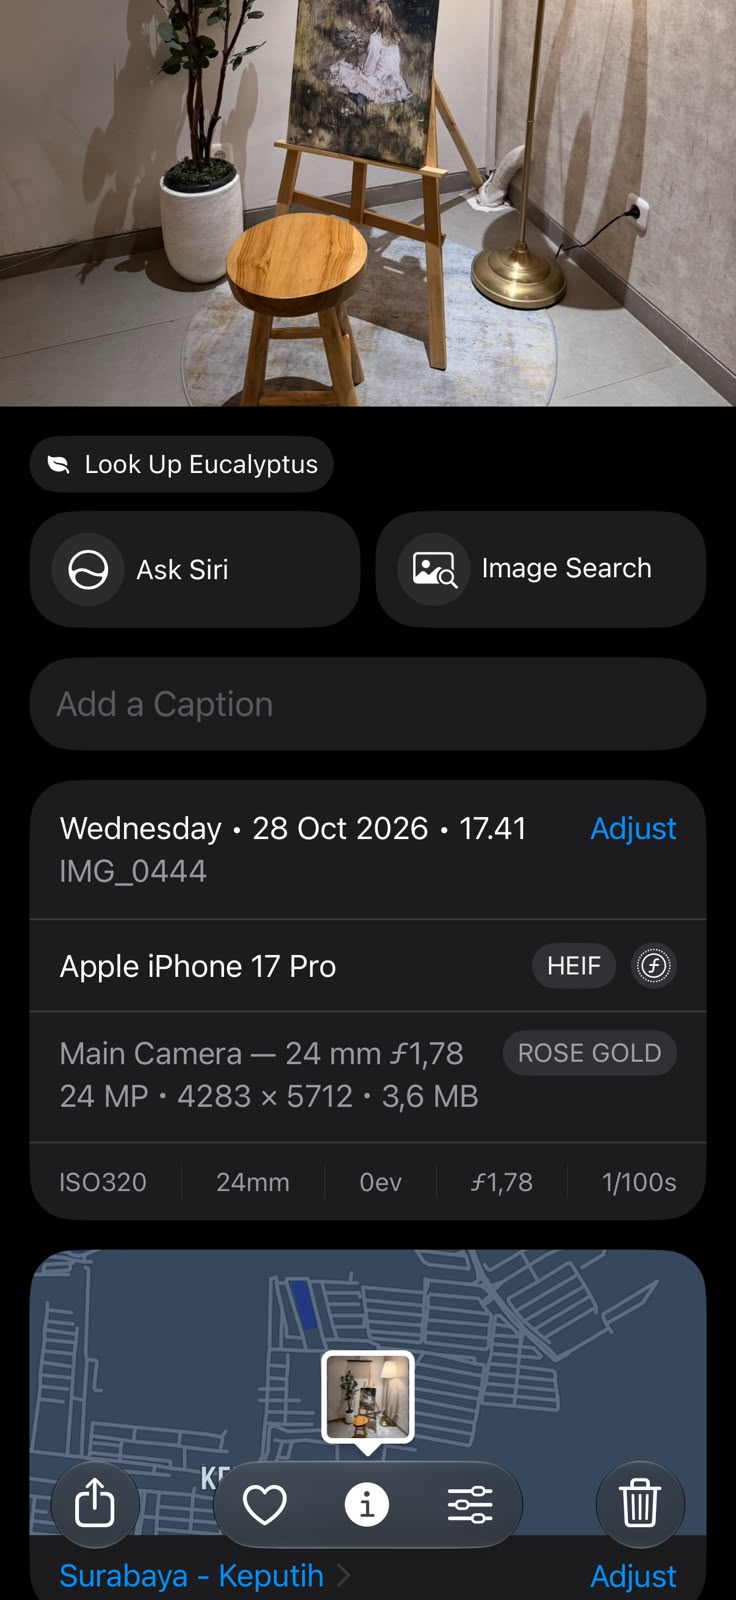 Look Up Eucalyptus
Ask Siri
Image Search
Add a Caption
Wednesday • 28 Oct 2026 • 17.41
Adjust
IMG_0444
Apple iPhone 17 Pro
HEIF
Main Camera — 24 mm ƒ1,78
ROSE GOLD
24 MP • 4283 × 5712 • 3,6 MB
ISO320
24mm
0ev
ƒ1,78
1/100s
Surabaya - Keputih
Adjust